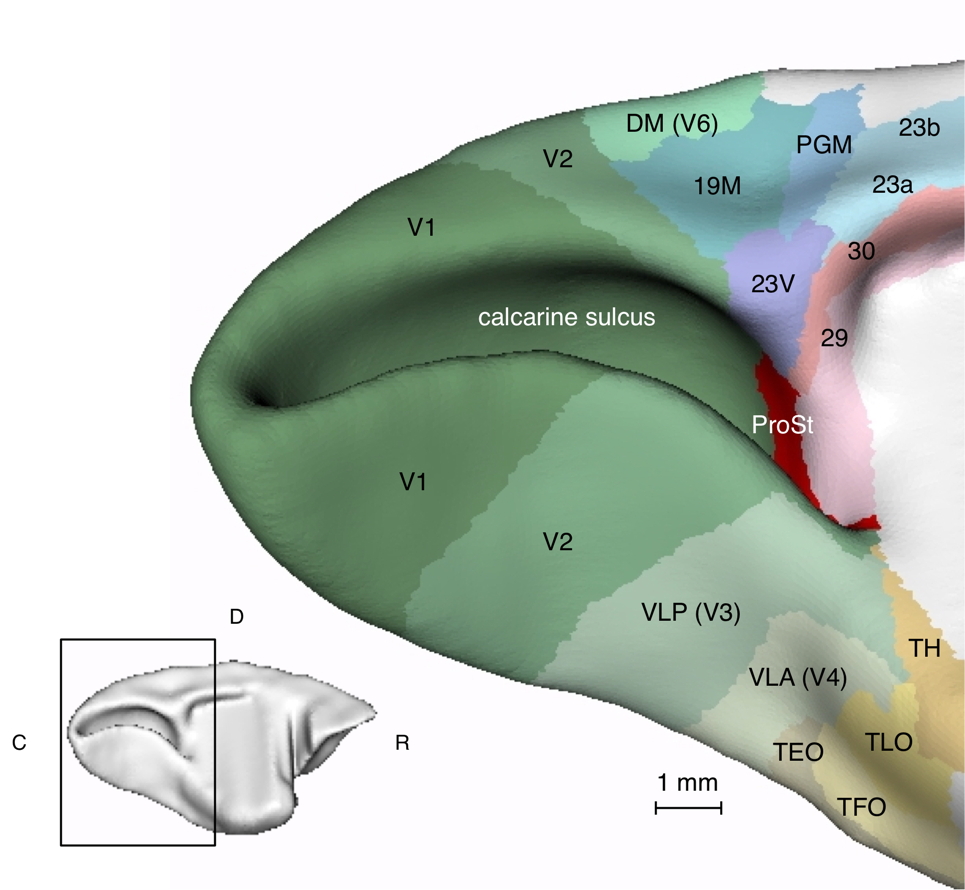 DM (V6)
23b
PGM
V2
19M
23a
V1
30
23V
calcarine sulcus
29
ProSt
V1
V2
VLP (V3)
D
TH
VLA (V4)
C
R
TEO
TLO
1 mm
TFO